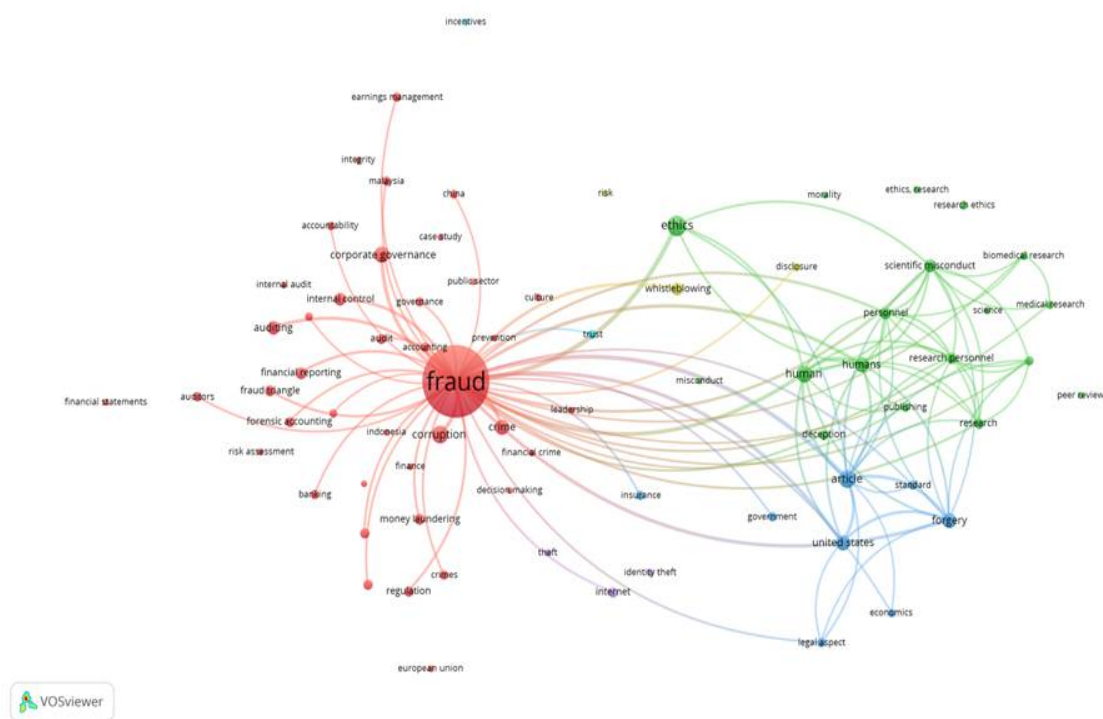 incentives
earnings management
integrity
malaysia
china
risk
morality
ethics, research
research ethics
accountability
case study
ethics
corporate governance
scientific misconduct
biomedical research
disclosure
internal audit
public sector
whistleblowing
internal control
governance
culture
medical research
personnel
science
auditing
audit
prevention
trust
accounting
research personnel
humans
financial reporting
human
fraud
misconduct
fraud triangle
auditors
peer review
financial statements
publishing
leadership
forensic accounting
research
crime
indonesia
corruption
deception
risk assessment
financial crime
finance
article
standard
decision making
banking
insurance
government
money laundering
forgery
united states
theft
identity theft
crimes
regulation
internet
economics
legal aspect
european union
VOSviewer